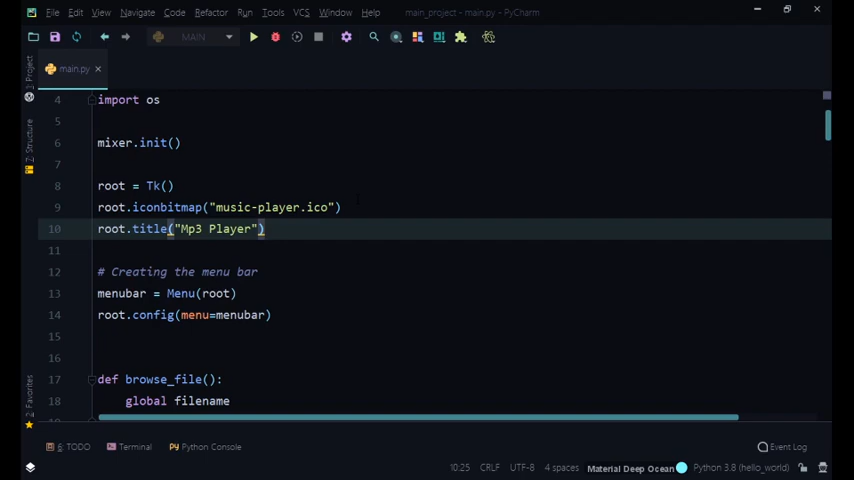 File Edit View Navigate Code Refactor Run Tools VCS Window Help main_project - main.py - PyCharm
MAIN
main.py
1: Project
Z: Structure
2: Favorites
4 import os
5
6 mixer.init()
7
8 root = Tk()
9 root.iconbitmap("music-player.ico")
10 root.title("Mp3 Player")
11
12 # Creating the menu bar
13 menubar = Menu(root)
14 root.config(menu=menubar)
15
16
17 def browse_file():
18 global filename
6: TODO Terminal Python Console Event Log
10:25 CRLF UTF-8 4 spaces Material Deep Ocean Python 3.8 (hello_world)